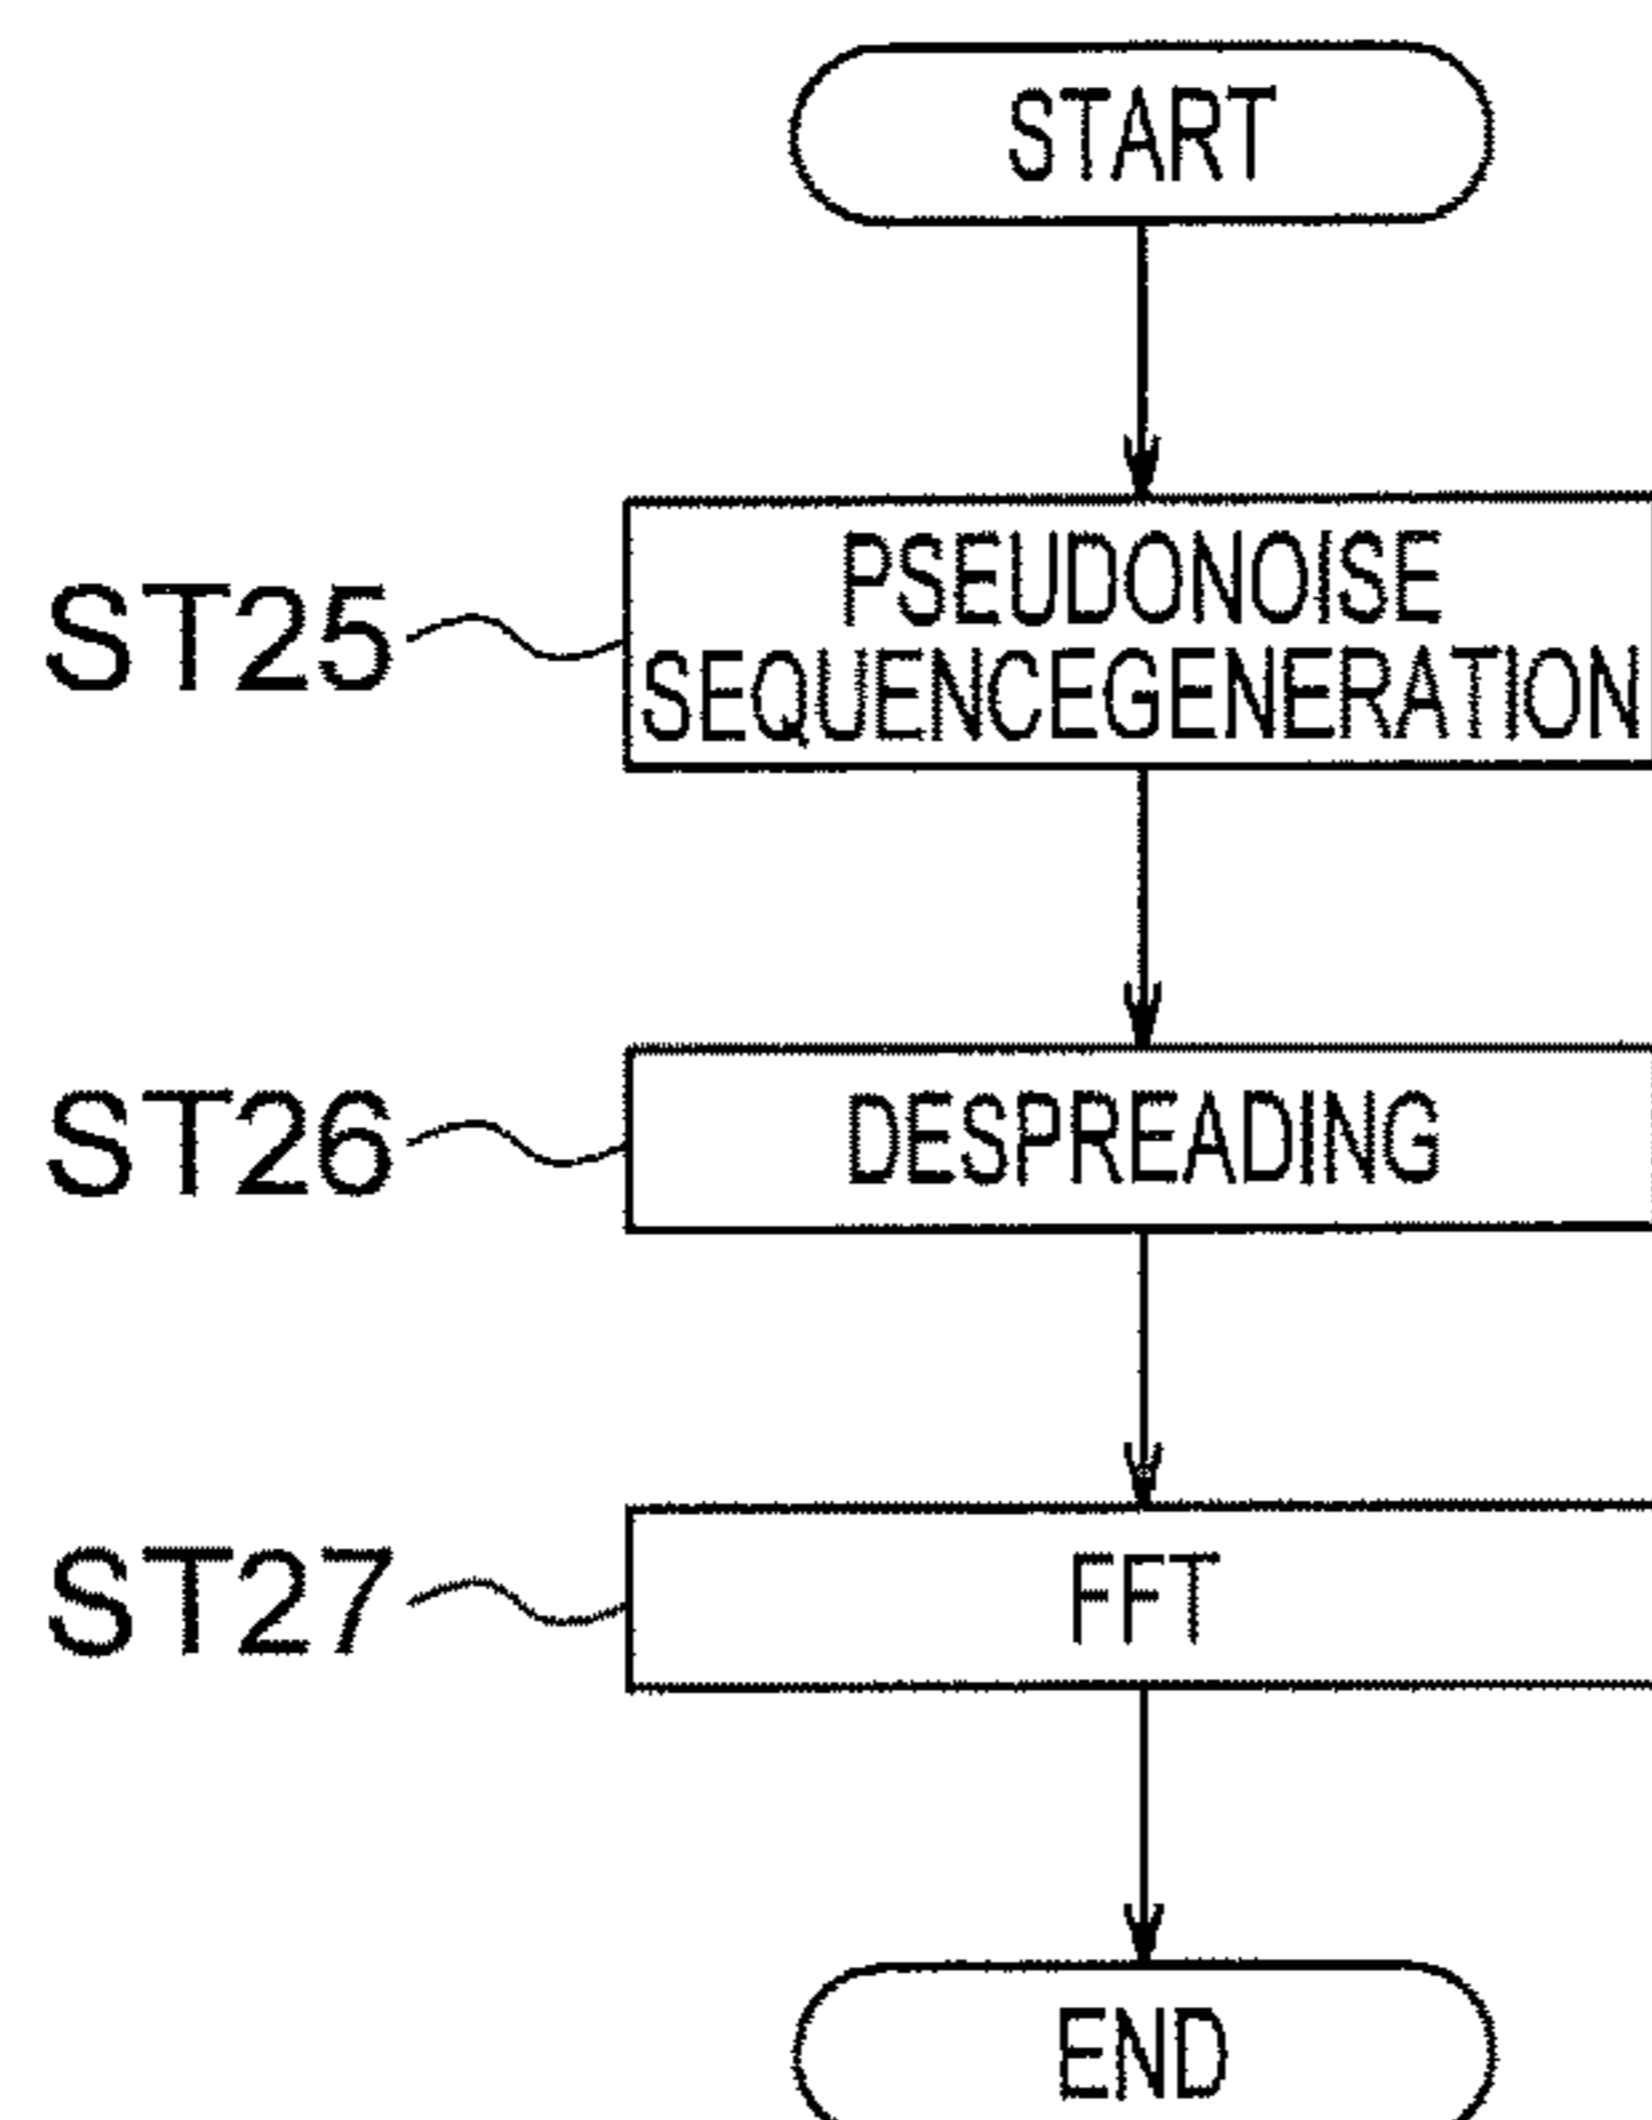 START
ST25
PSEUDONOISE
SEQUENCEGENERATION
ST26
DESPREADING
ST27
FFT
END